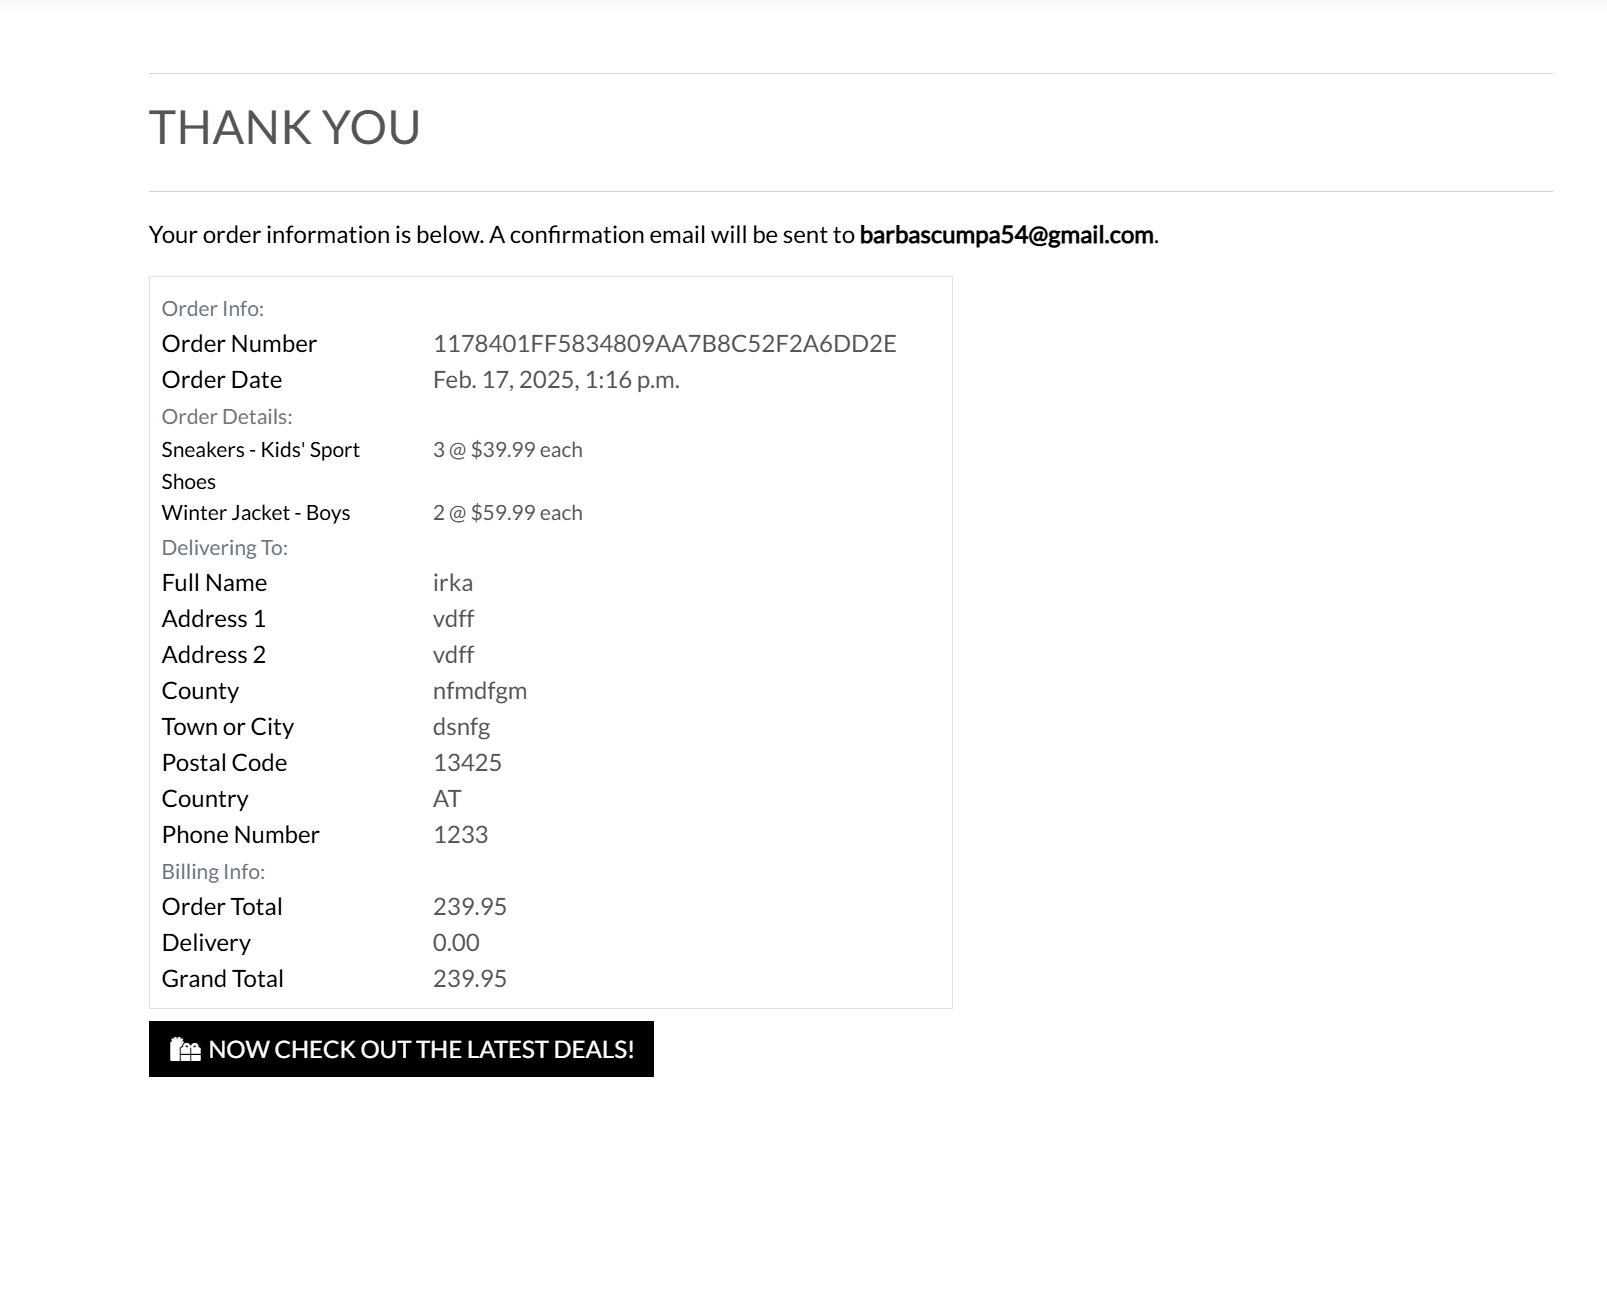 THANK YOU
Your order information is below. A confirmation email will be sent to barbascumpa54@gmail.com.
Order Info:
Order Number 1178401FF5834809AA7B8C52F2A6DD2E
Order Date Feb. 17, 2025, 1:16 p.m.
Order Details:
Sneakers - Kids' Sport 3 @ $39.99 each
Shoes
Winter Jacket - Boys 2 @ $59.99 each
Delivering To:
Full Name irka
Address 1 vdff
Address 2 vdff
County nfmdfgm
Town or City dsnfg
Postal Code 13425
Country AT
Phone Number 1233
Billing Info:
Order Total 239.95
Delivery 0.00
Grand Total 239.95
NOW CHECK OUT THE LATEST DEALS!